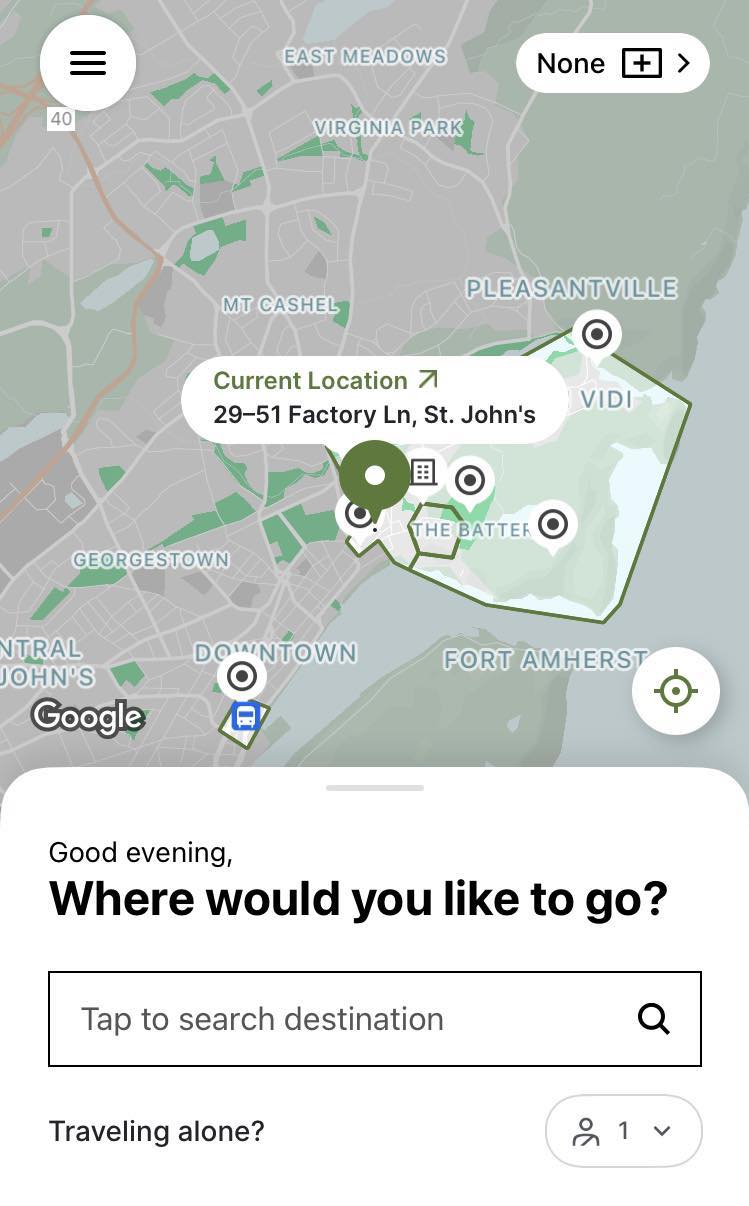 EAST MEADOWS
None
40
VIRGINIA PARK
PLEASANTVILLE
MT CASHEL
Current Location
29–51 Factory Ln, St. John's
VIDI
THE BATTER
GEORGESTOWN
NTRAL
JOHN'S
DOWNTOWN
FORT AMHERST
Google
Good evening,
Where would you like to go?
Tap to search destination
Traveling alone?
1